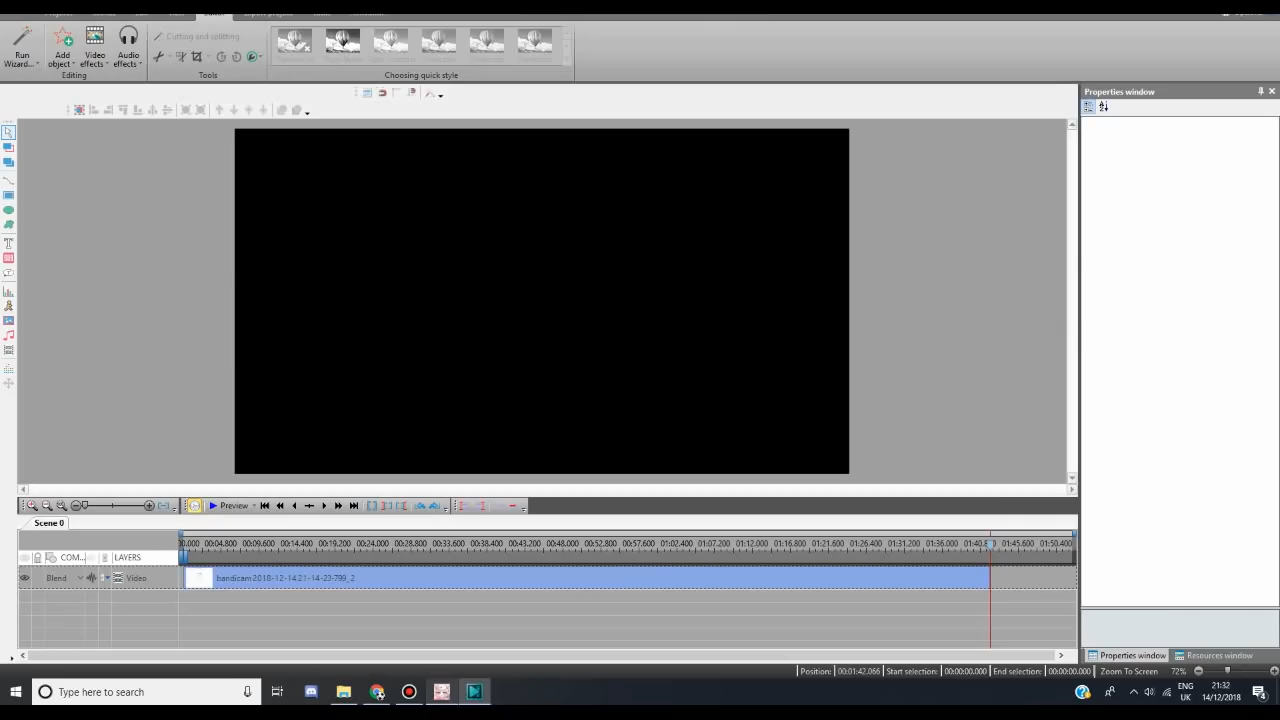 Run Wizard...
Add object
Video effects
Audio effects
Editing
Cutting and splitting
Tools
Choosing quick style
Properties window
Preview
Scene 0
00.000 00:04.800 00:09.600 00:14.400 00:19.200 00:24.000 00:28.800 00:33.600 00:38.400 00:43.200 00:48.000 00:52.800 00:57.600 01:02.400 01:07.200 01:12.000 01:16.800 01:21.600 01:26.400 01:31.200 01:36.000 01:40.800 01:45.600 01:50.400
COM... LAYERS
Blend Video bandicam 2018-12-14 21-14-23-799_2
Properties window Resources window
Position: 00:01:42.066 Start selection: 00:00:00.000 End selection: 00:00:00.000 Zoom To Screen 72%
Type here to search
ENG 21:32
UK 14/12/2018
4